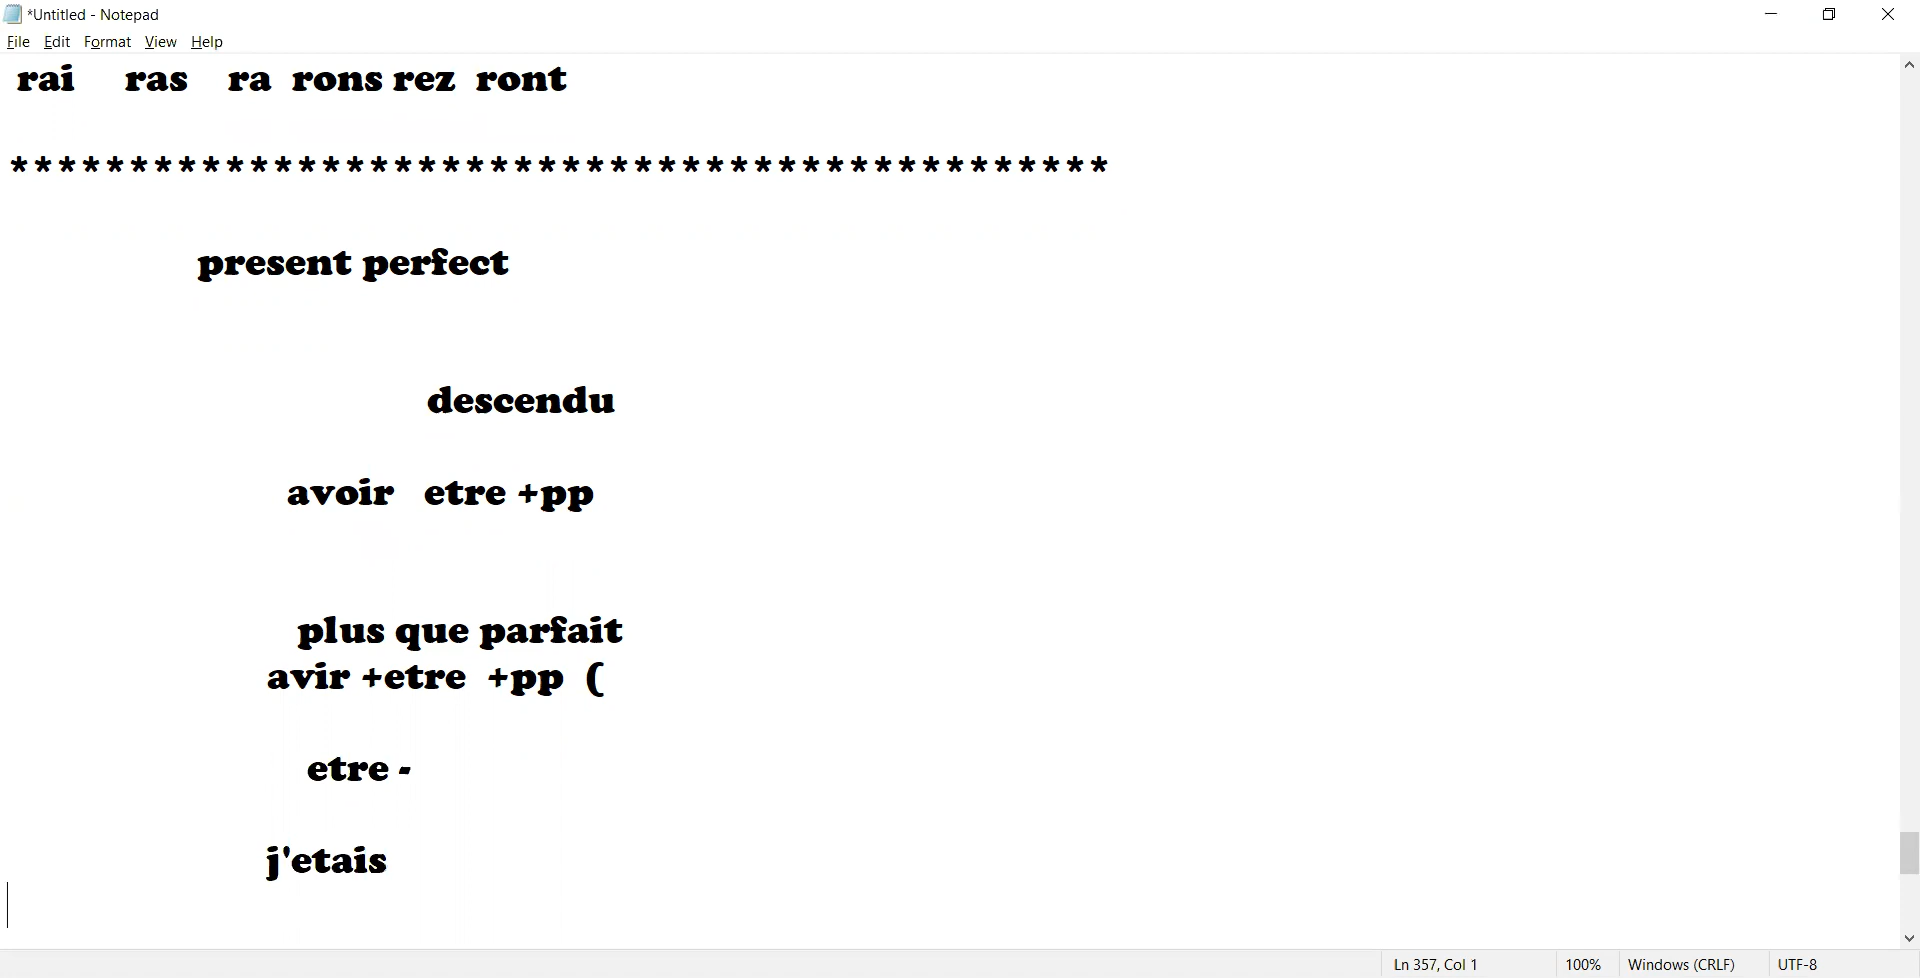 *Untitled - Notepad
File Edit Format View Help
rai ras ra rons rez ront
**********************************************
present perfect
descendu
avoir etre +pp
plus que parfait
avir +etre +pp (
etre -
j'etais
Ln 357, Col 1 100% Windows (CRLF) UTF-8